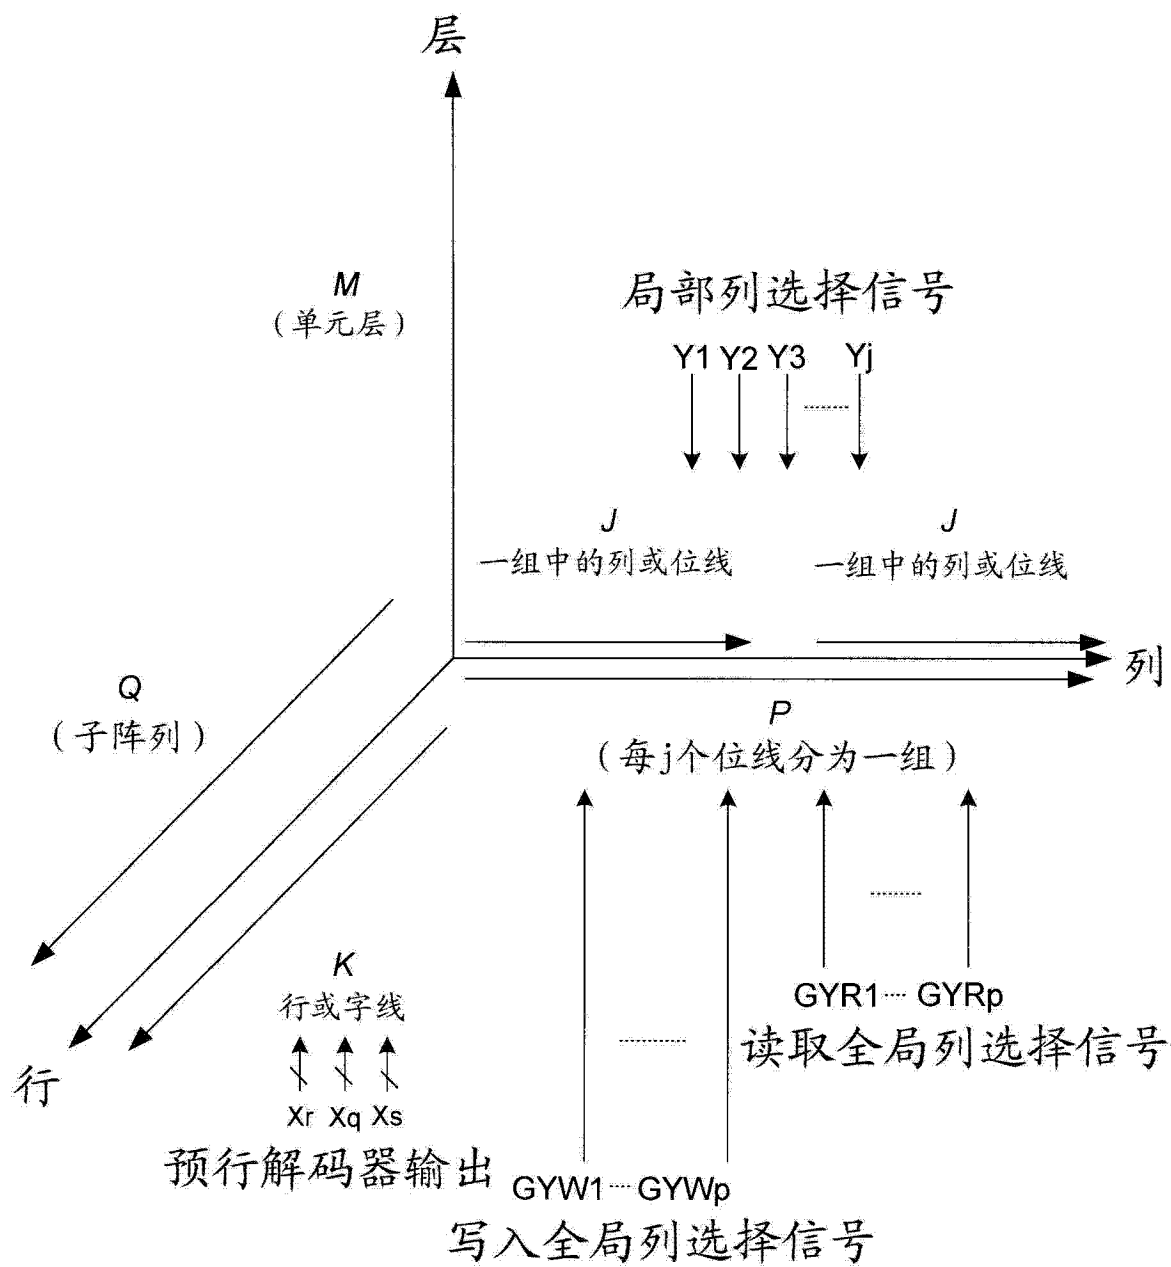 层
M
（单元层）
局部列选择信号
Y1 Y2 Y3 Yj
J J
一组中的列或位线 一组中的列或位线
列
Q
（子阵列）
P
（每j个位线分为一组）
K
行或字线
GYR1 GYRp
读取全局列选择信号
行
Xr Xq Xs
预行解码器输出
GYW1 GYWp
写入全局列选择信号